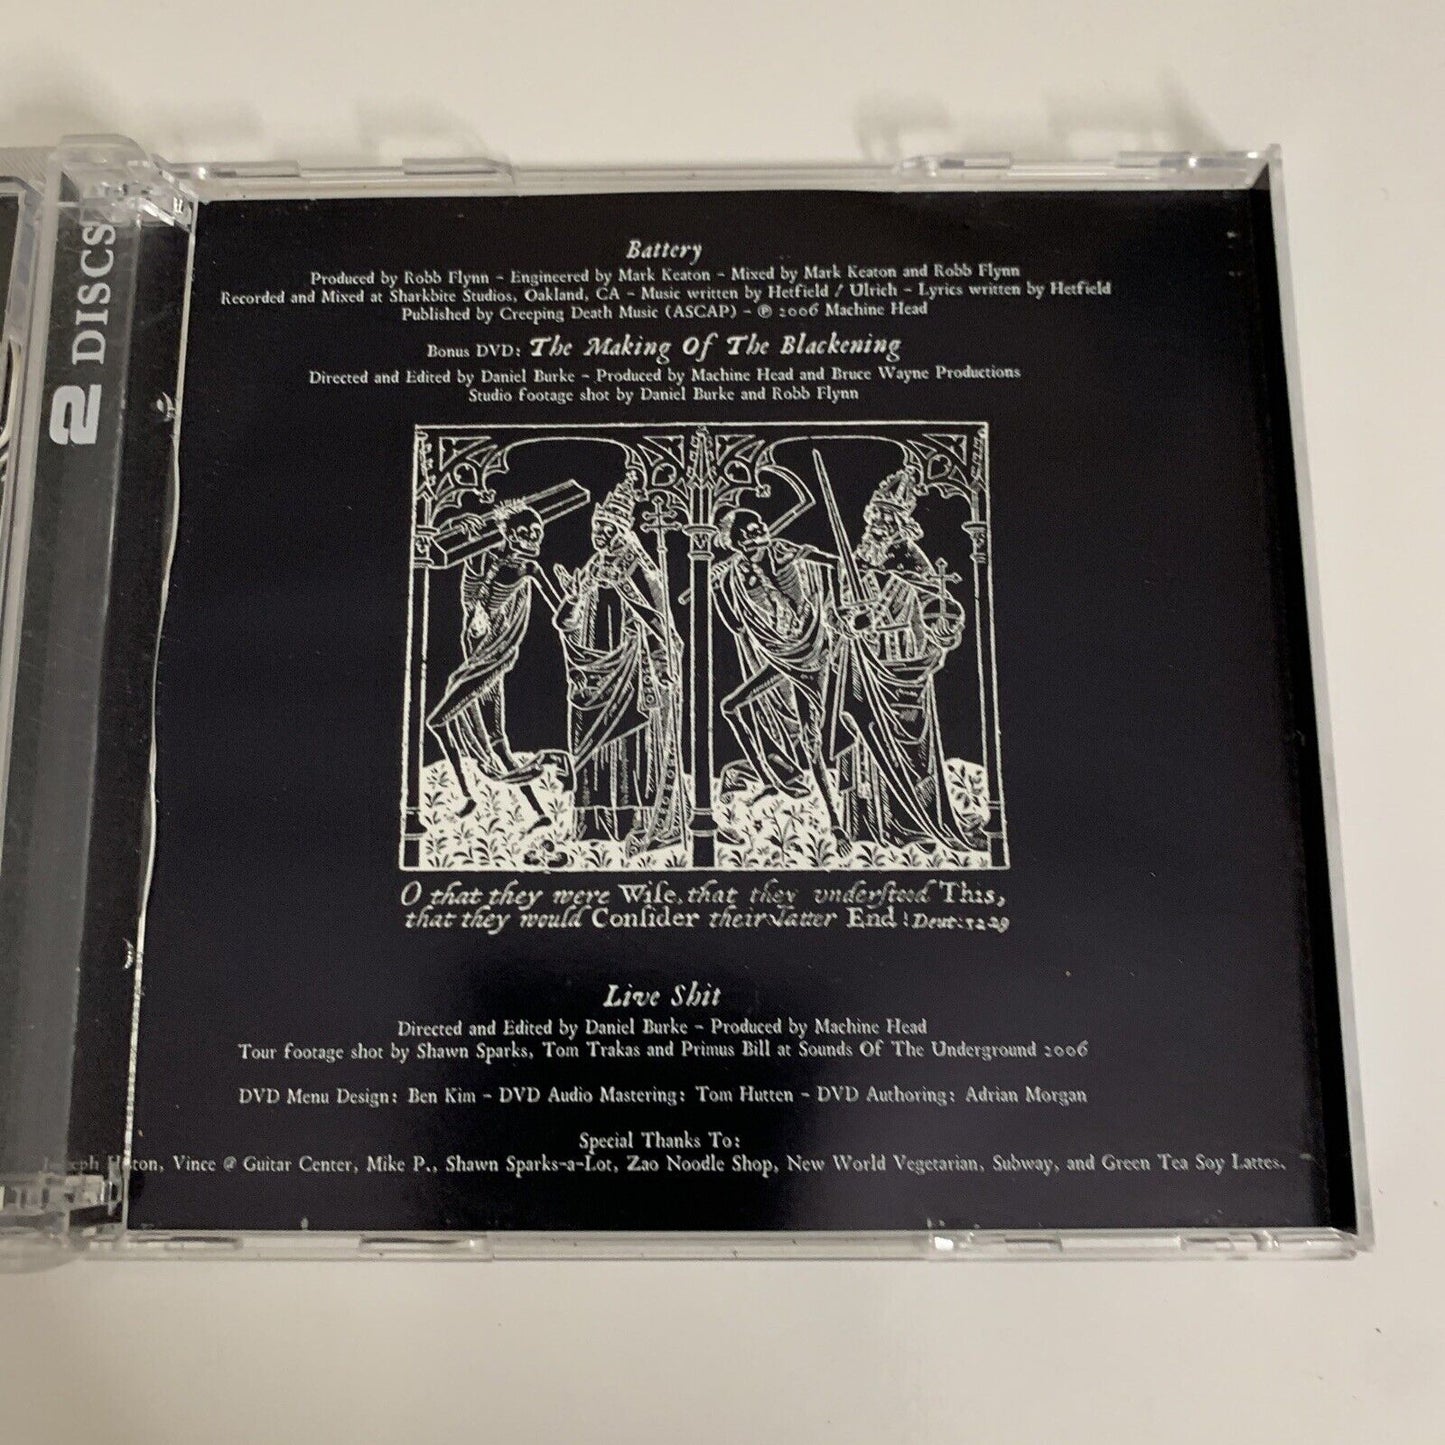 2 DISCS
Battery
Produced by Robb Flynn - Engineered by Mark Keaton - Mixed by Mark Keaton and Robb Flynn
Recorded and Mixed at Sharkbite Studios, Oakland, CA - Music written by Hetfield / Ulrich - Lyrics written by Hetfield
Published by Creeping Death Music (ASCAP) - ℗ 2006 Machine Head
Bonus DVD: The Making Of The Blackening
Directed and Edited by Daniel Burke - Produced by Machine Head and Bruce Wayne Productions
Studio footage shot by Daniel Burke and Robb Flynn
O that they were Wiſe, that they vnderſtood This,
that they would Conſider their latter End! Deut: 32 29
Live Shit
Directed and Edited by Daniel Burke - Produced by Machine Head
Tour footage shot by Shawn Sparks, Tom Trakas and Primus Bill at Sounds Of The Underground 2006
DVD Menu Design: Ben Kim - DVD Audio Mastering: Tom Hutten - DVD Authoring: Adrian Morgan
Special Thanks To:
Vince @ Guitar Center, Mike P., Shawn Sparks-a-Lot, Zao Noodle Shop, New World Vegetarian, Subway, and Green Tea Soy Lattes.